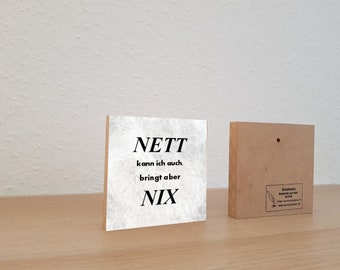 NETT
kann ich auch
bringt aber
NIX